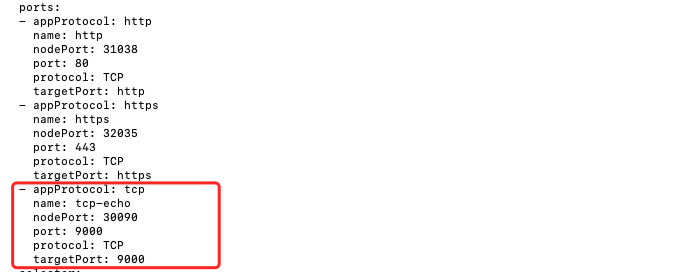 ports:
- appProtocol: http
  name: http
  nodePort: 31038
  port: 80
  protocol: TCP
  targetPort: http
- appProtocol: https
  name: https
  nodePort: 32035
  port: 443
  protocol: TCP
  targetPort: https
- appProtocol: tcp
  name: tcp-echo
  nodePort: 30090
  port: 9000
  protocol: TCP
  targetPort: 9000